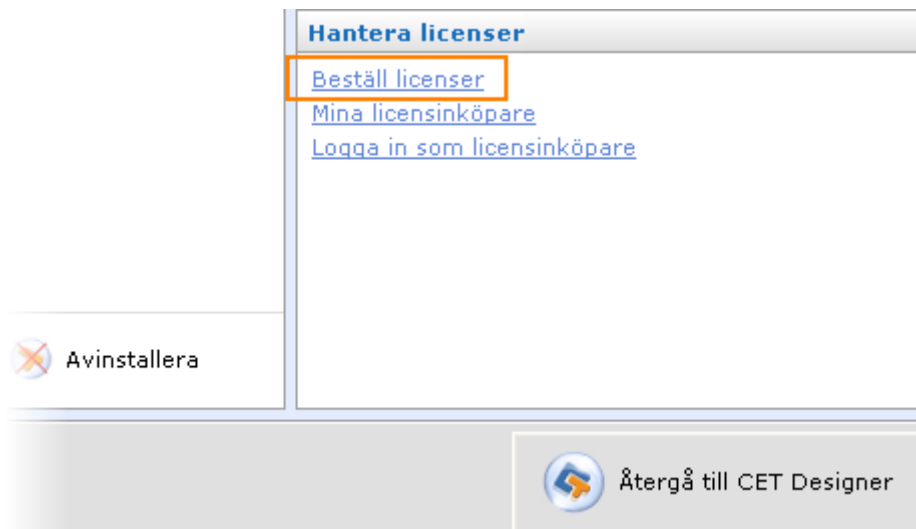 Hantera licenser
Beställ licenser
Mina licensinköpare
Logga in som licensinköpare
Avinstallera
Återgå till CET Designer